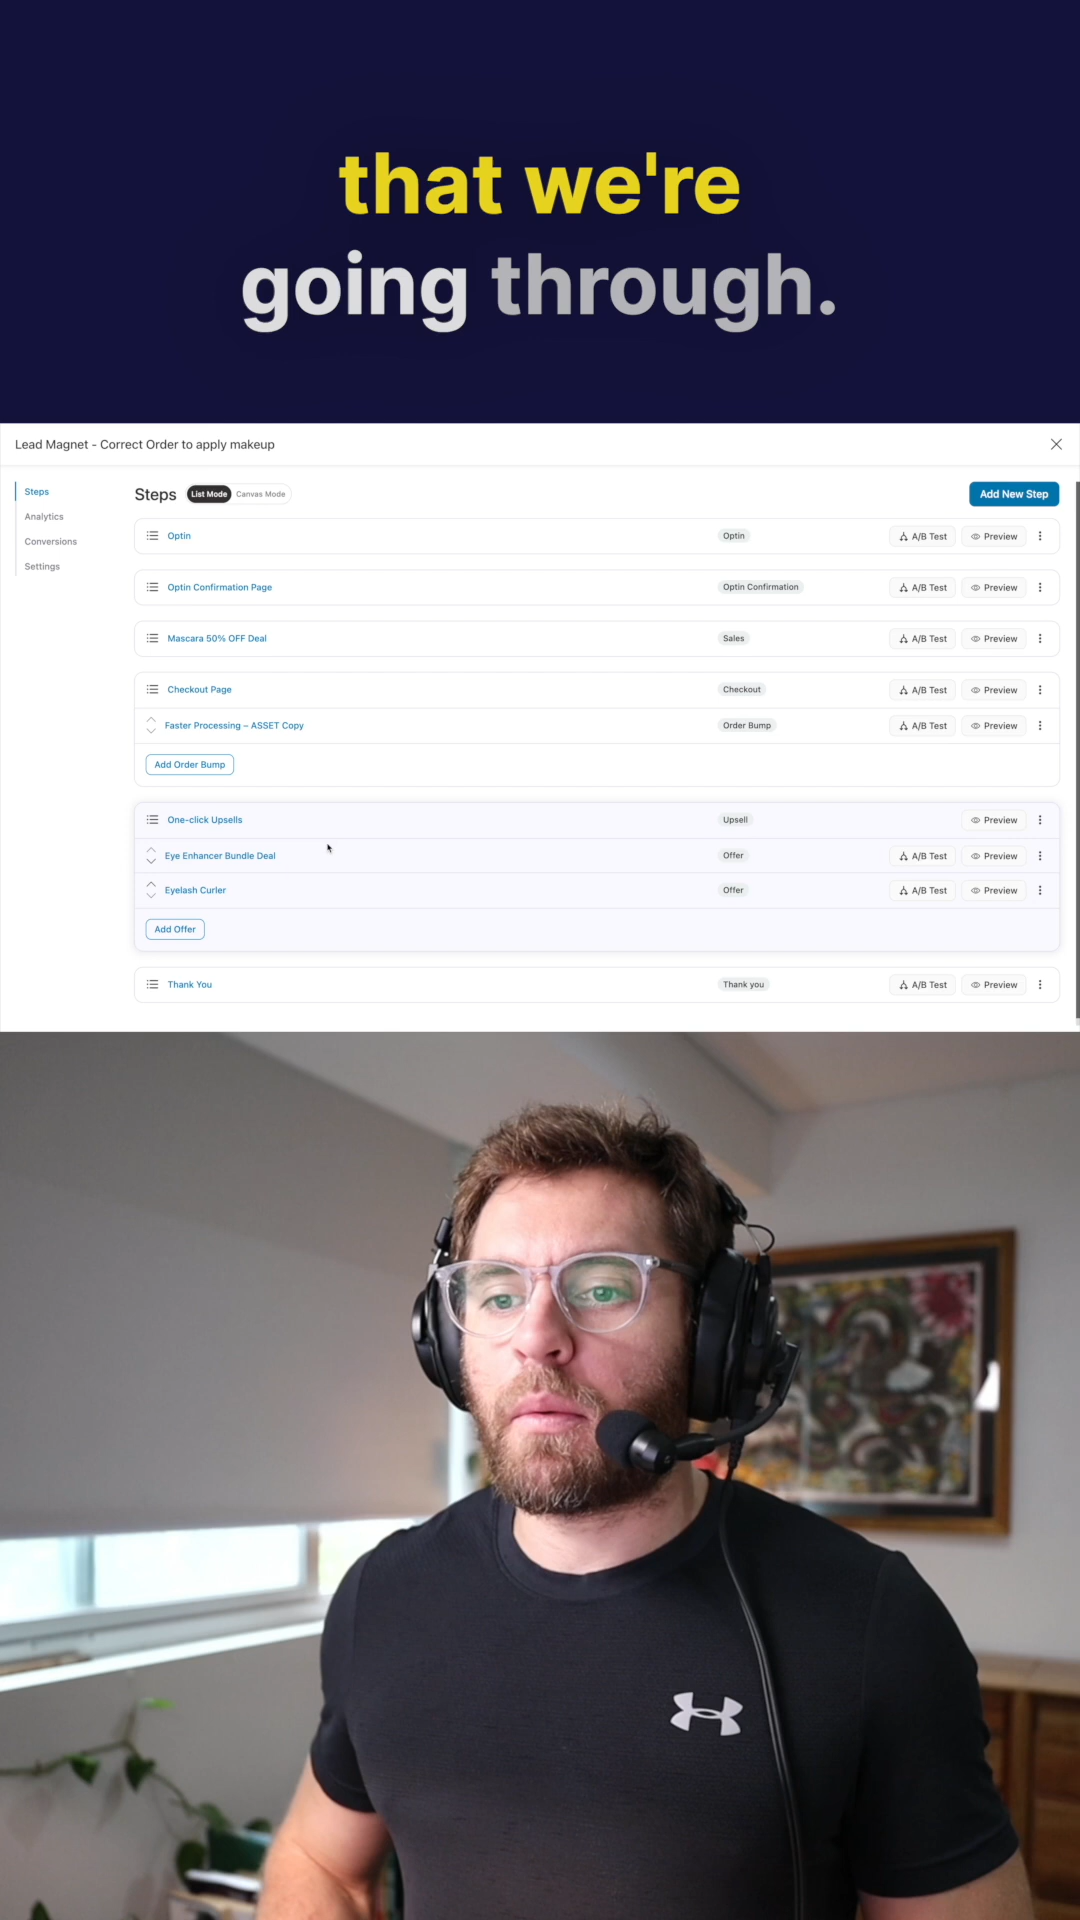 that we're
going through.
Lead Magnet - Correct Order to apply makeup
Steps
Analytics
Conversions
Settings
Steps List Mode Canvas Mode Add New Step
Optin Optin A/B Test Preview
Optin Confirmation Page Optin Confirmation A/B Test Preview
Mascara 50% OFF Deal Sales A/B Test Preview
Checkout Page Checkout A/B Test Preview
Faster Processing – ASSET Copy Order Bump A/B Test Preview
Add Order Bump
One-click Upsells Upsell Preview
Eye Enhancer Bundle Deal Offer A/B Test Preview
Eyelash Curler Offer A/B Test Preview
Add Offer
Thank You Thank you A/B Test Preview